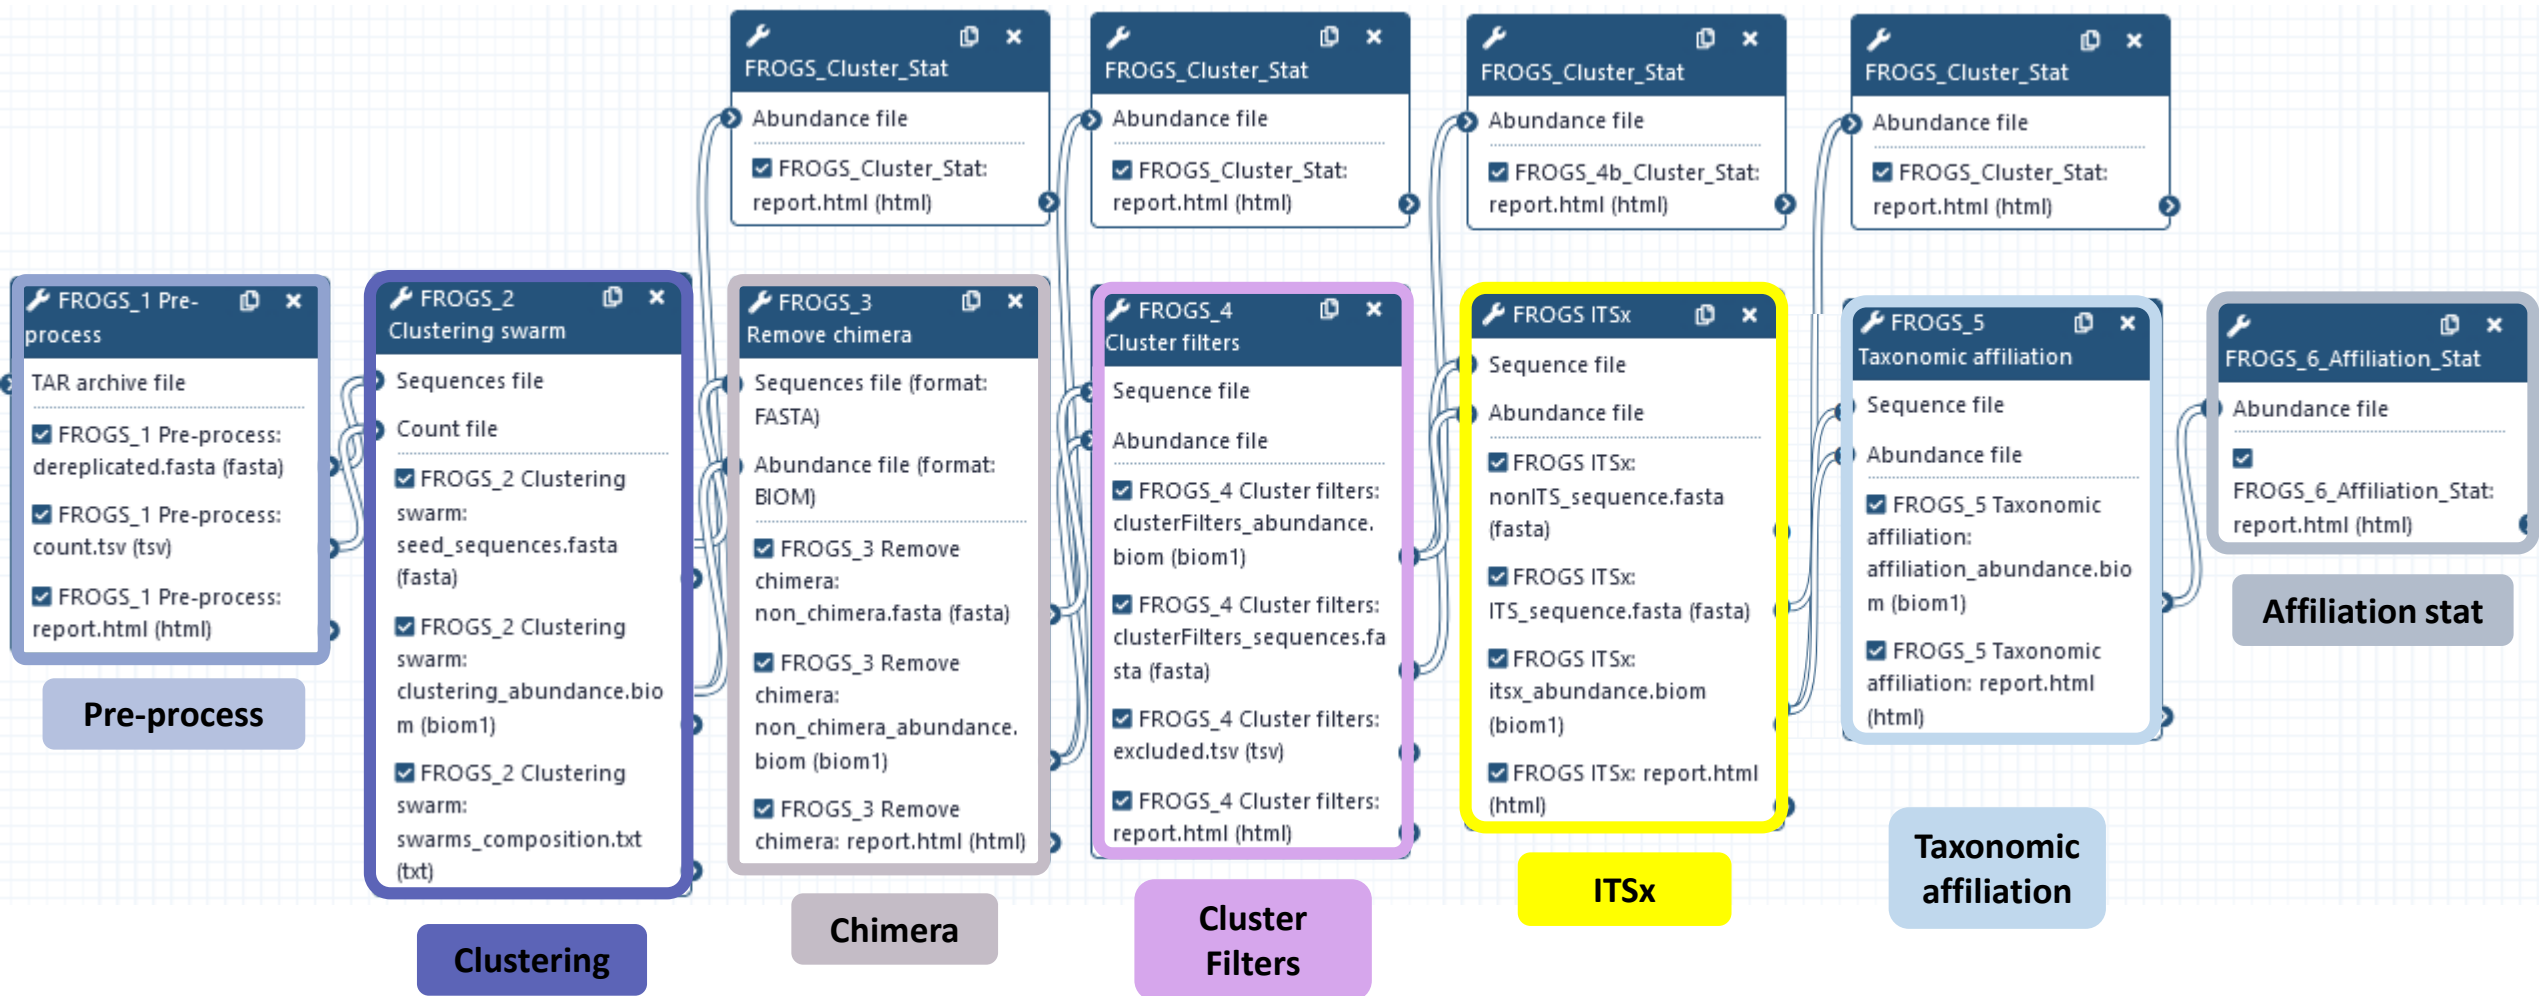 FROGS_Cluster_Stat
Abundance file
FROGS_Cluster_Stat:
report.html (html)
FROGS_Cluster_Stat
Abundance file
FROGS_Cluster_Stat:
report.html (html)
FROGS_Cluster_Stat
Abundance file
FROGS_4b_Cluster_Stat:
report.html (html)
FROGS_Cluster_Stat
Abundance file
FROGS_Cluster_Stat:
report.html (html)
FROGS_1 Pre-
process
TAR archive file
FROGS_1 Pre-process:
dereplicated.fasta (fasta)
FROGS_1 Pre-process:
count.tsv (tsv)
FROGS_1 Pre-process:
report.html (html)
Pre-process
FROGS_2
Clustering swarm
Sequences file
Count file
FROGS_2 Clustering
swarm:
seed_sequences.fasta
(fasta)
FROGS_2 Clustering
swarm:
clustering_abundance.bio
m (biom1)
FROGS_2 Clustering
swarm:
swarms_composition.txt
(txt)
Clustering
FROGS_3
Remove chimera
Sequences file (format:
FASTA)
Abundance file (format:
BIOM)
FROGS_3 Remove
chimera:
non_chimera.fasta (fasta)
FROGS_3 Remove
chimera:
non_chimera_abundance.
biom (biom1)
FROGS_3 Remove
chimera: report.html (html)
Chimera
FROGS_4
Cluster filters
Sequence file
Abundance file
FROGS_4 Cluster filters:
clusterFilters_abundance.
biom (biom1)
FROGS_4 Cluster filters:
clusterFilters_sequences.fa
sta (fasta)
FROGS_4 Cluster filters:
excluded.tsv (tsv)
FROGS_4 Cluster filters:
report.html (html)
Cluster
Filters
FROGS ITSx
Sequence file
Abundance file
FROGS ITSx:
nonITS_sequence.fasta
(fasta)
FROGS ITSx:
ITS_sequence.fasta (fasta)
FROGS ITSx:
itsx_abundance.biom
(biom1)
FROGS ITSx: report.html
(html)
ITSx
FROGS_5
Taxonomic affiliation
Sequence file
Abundance file
FROGS_5 Taxonomic
affiliation:
affiliation_abundance.bio
m (biom1)
FROGS_5 Taxonomic
affiliation: report.html
(html)
Taxonomic
affiliation
FROGS_6_Affiliation_Stat
Abundance file
FROGS_6_Affiliation_Stat:
report.html (html)
Affiliation stat